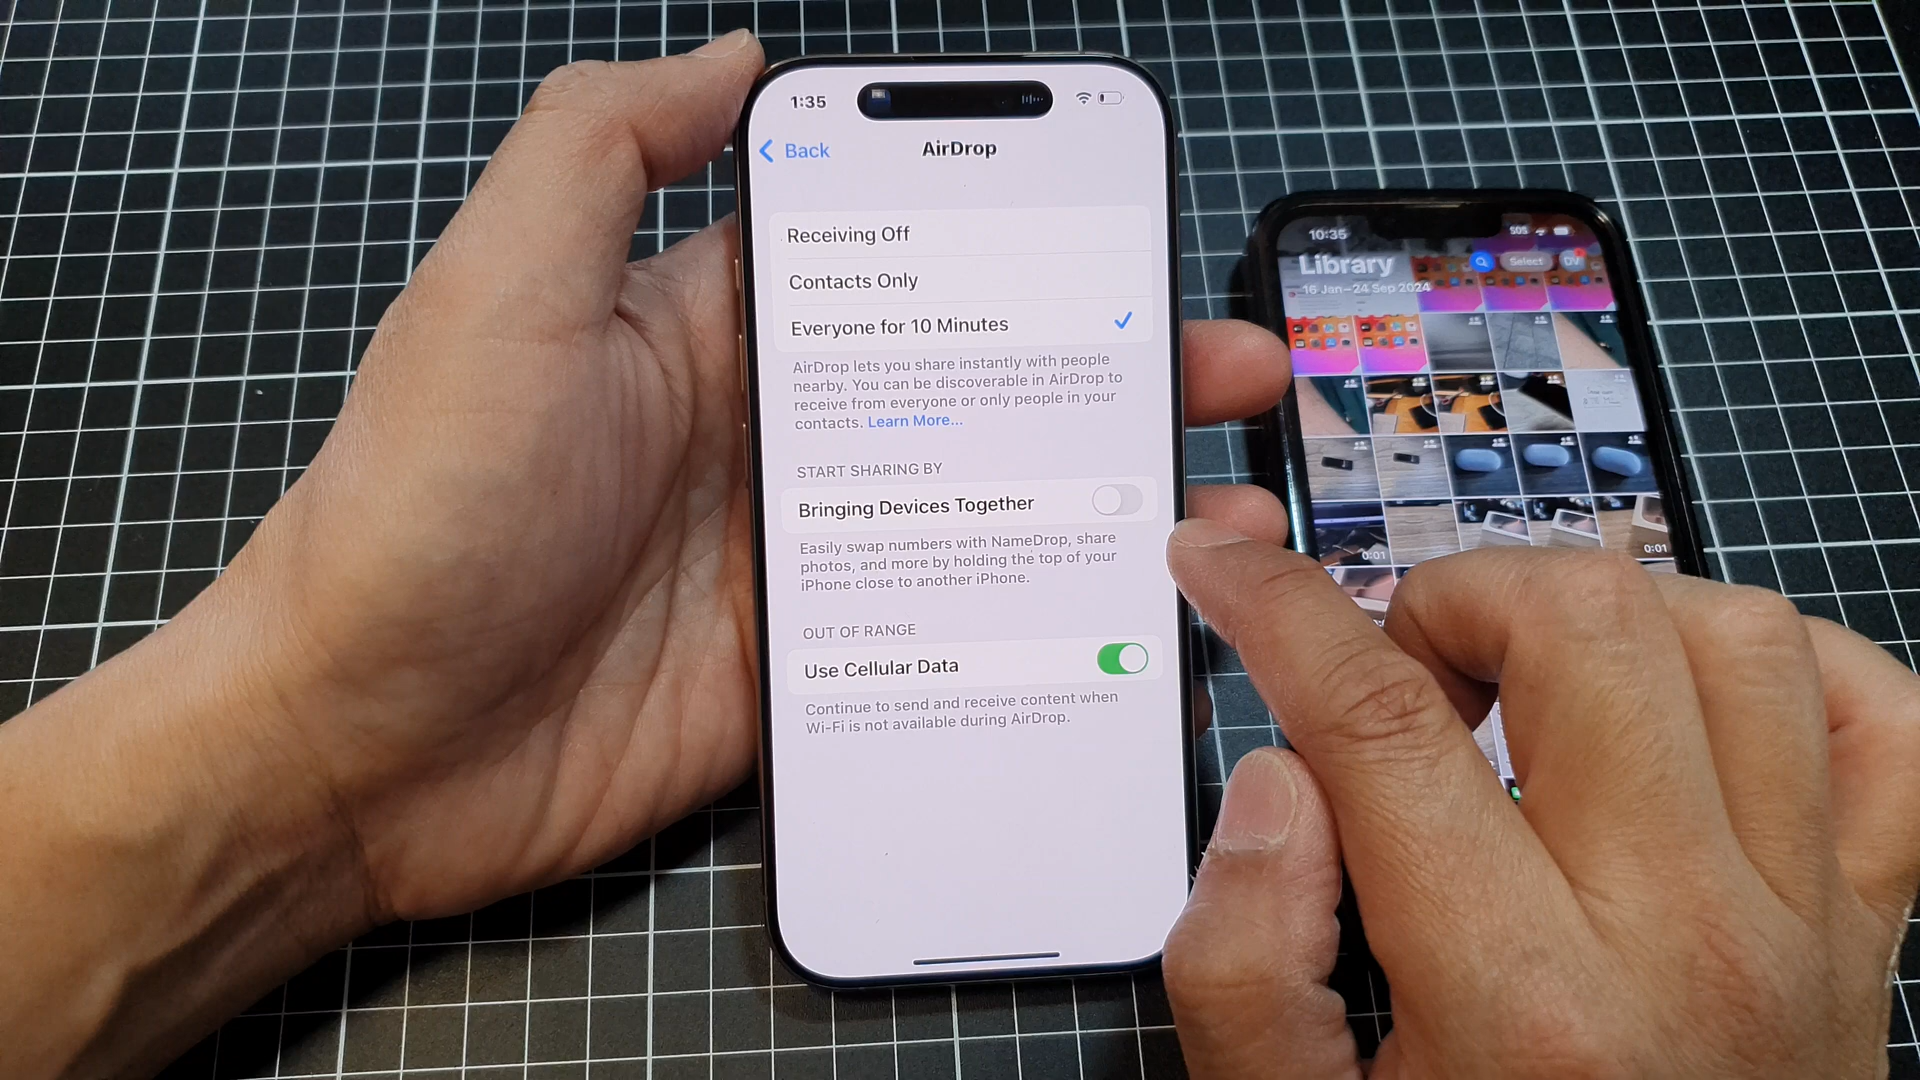 1:35
Back
AirDrop
Receiving Off
Contacts Only
Everyone for 10 Minutes
AirDrop lets you share instantly with people
nearby. You can be discoverable in AirDrop to
receive from everyone or only people in your
contacts. Learn More...
START SHARING BY
Bringing Devices Together
Easily swap numbers with NameDrop, share
photos, and more by holding the top of your
iPhone close to another iPhone.
OUT OF RANGE
Use Cellular Data
Continue to send and receive content when
Wi-Fi is not available during AirDrop.
10:35 SOS
Library Select DV
16 Jan–24 Sep 2024
0:01 0:01